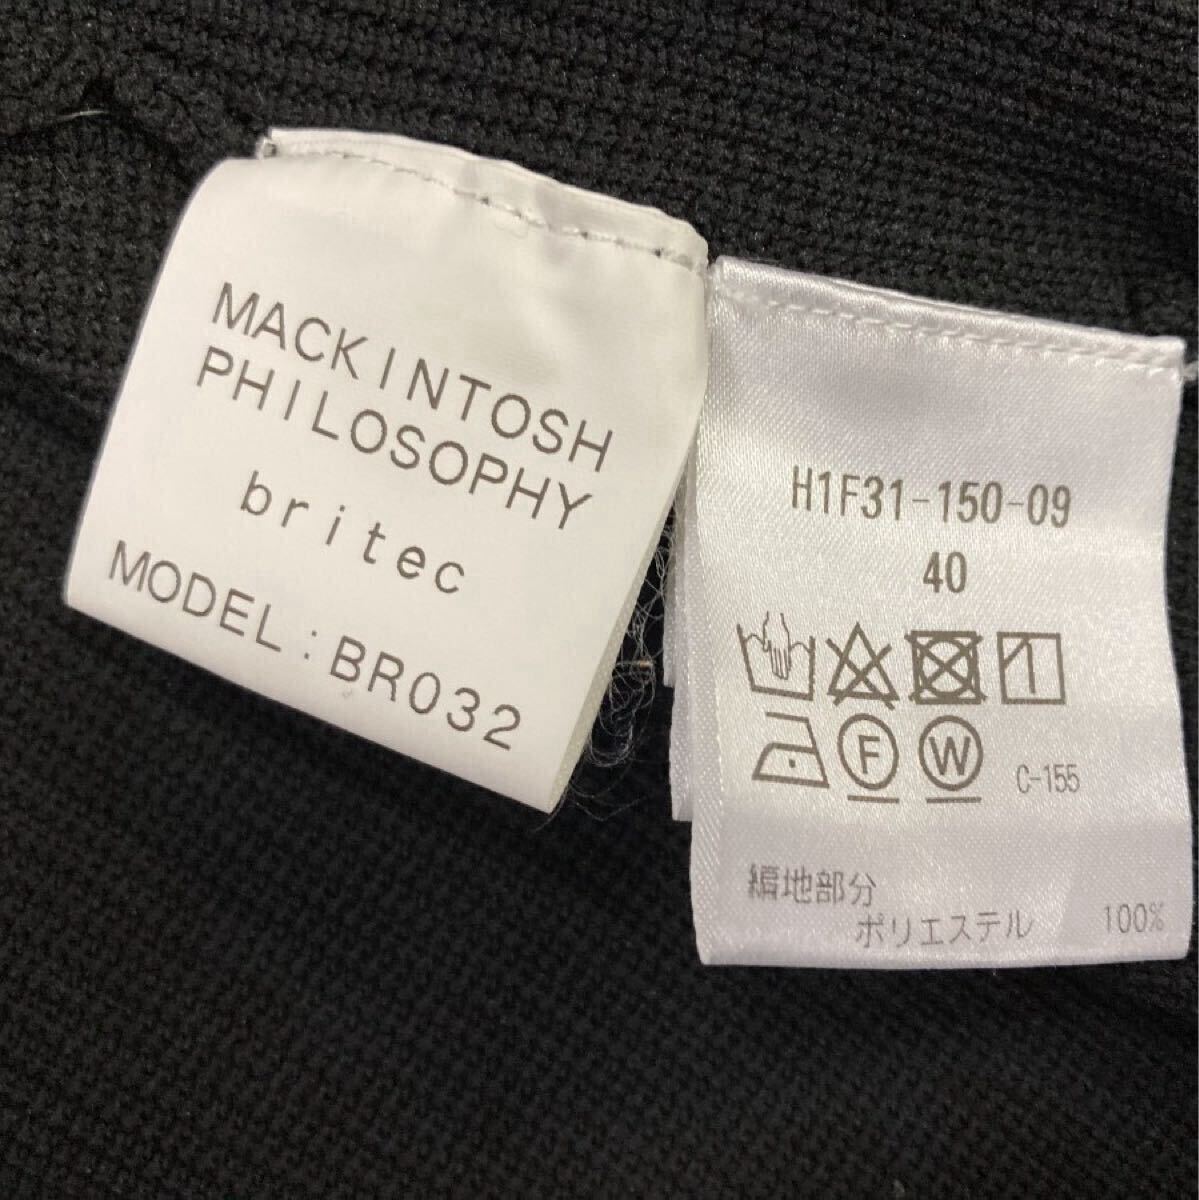 MACKINTOSH
PHILOSOPHY
britec
MODEL:BR032
H1F31-150-09
40
1
F W C-155
編地部分
ポリエステル 100%